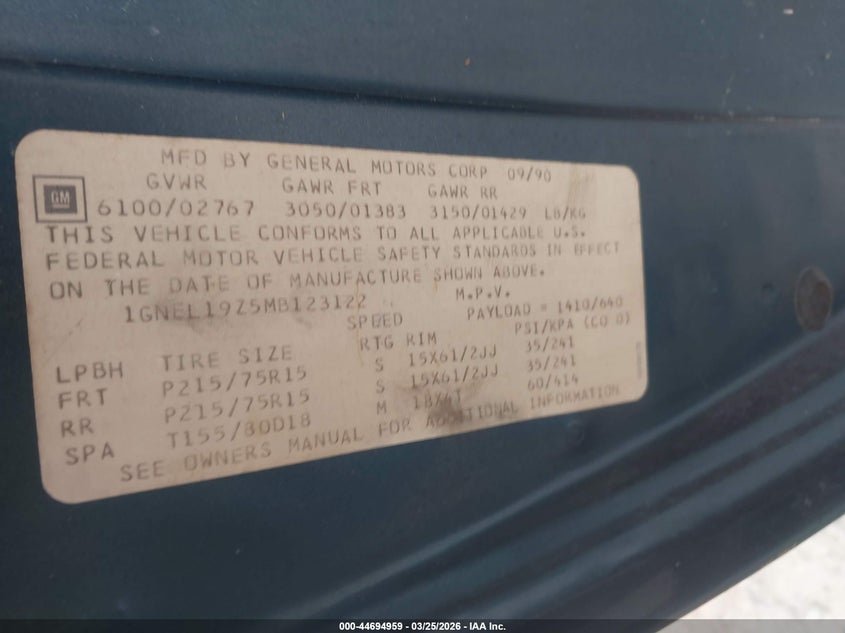 MFD BY GENERAL MOTORS CORP 09/90
GM
GVWR GAWR FRT GAWR RR
6100/02767 3050/01383 3150/01429 LB/KG
THIS VEHICLE CONFORMS TO ALL APPLICABLE U.S.
FEDERAL MOTOR VEHICLE SAFETY STANDARDS IN EFFECT
ON THE DATE OF MANUFACTURE SHOWN ABOVE.
1GNEL19Z5MB123122 M.P.V.
PAYLOAD = 1410/640
SPEED
LPBH TIRE SIZE RTG RIM PSI/KPA (COLD)
FRT P215/75R15 S 15X61/2JJ 35/241
RR P215/75R15 S 15X61/2JJ 35/241
SPA T155/80D18 M 18X4T 60/414
SEE OWNERS MANUAL FOR ADDITIONAL INFORMATION
000-44694959 - 03/25/2026 - IAA Inc.